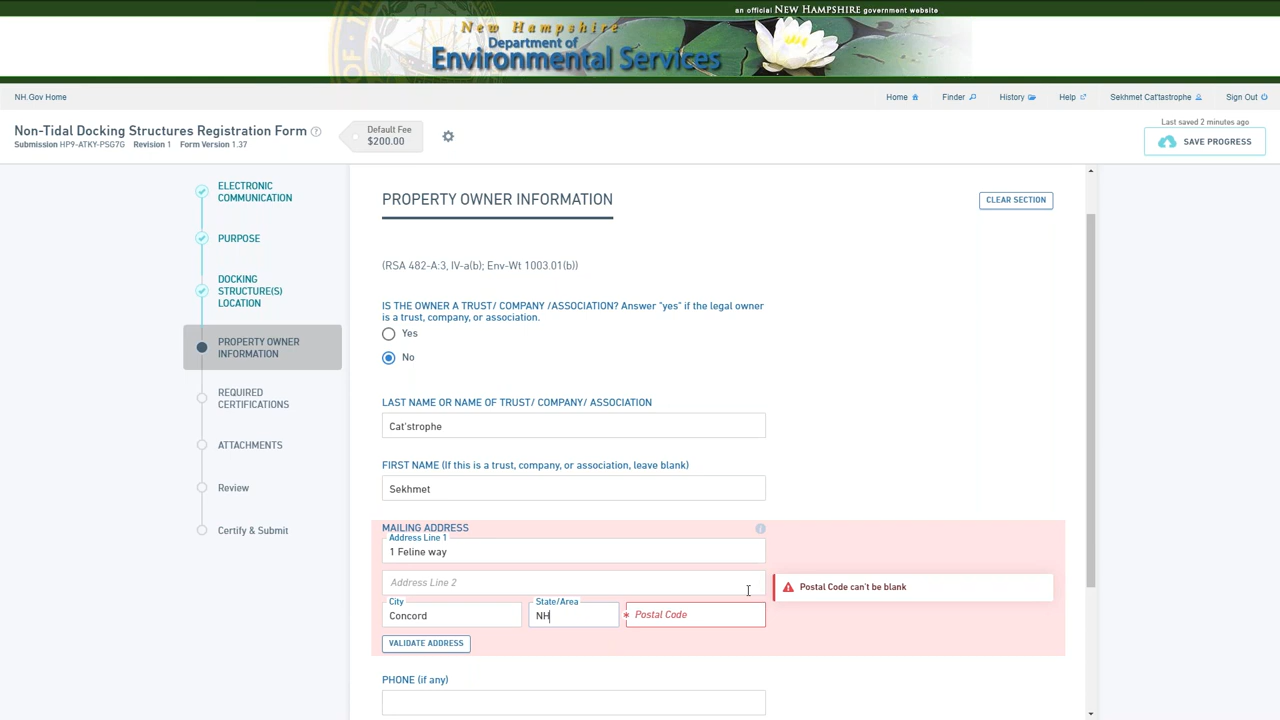 an official NEW HAMPSHIRE government website
New Hampshire
Department of
Environmental Services
NH.Gov Home
Home
Finder
History
Help
Sekhmet Cat'tastrophe
Sign Out
Non-Tidal Docking Structures Registration Form
Submission HP9-ATKY-PSG7G Revision 1 Form Version 1.37
Default Fee
$200.00
Last saved 2 minutes ago
SAVE PROGRESS
ELECTRONIC
COMMUNICATION
PURPOSE
DOCKING
STRUCTURE(S)
LOCATION
PROPERTY OWNER
INFORMATION
REQUIRED
CERTIFICATIONS
ATTACHMENTS
Review
Certify & Submit
PROPERTY OWNER INFORMATION
CLEAR SECTION
(RSA 482-A:3, IV-a(b); Env-Wt 1003.01(b))
IS THE OWNER A TRUST/ COMPANY /ASSOCIATION? Answer "yes" if the legal owner
is a trust, company, or association.
Yes
No
LAST NAME OR NAME OF TRUST/ COMPANY/ ASSOCIATION
Cat'strophe
FIRST NAME (If this is a trust, company, or association, leave blank)
Sekhmet
MAILING ADDRESS
Address Line 1
1 Feline way
Address Line 2
Postal Code can't be blank
City
State/Area
Concord
NH
* Postal Code
VALIDATE ADDRESS
PHONE (if any)